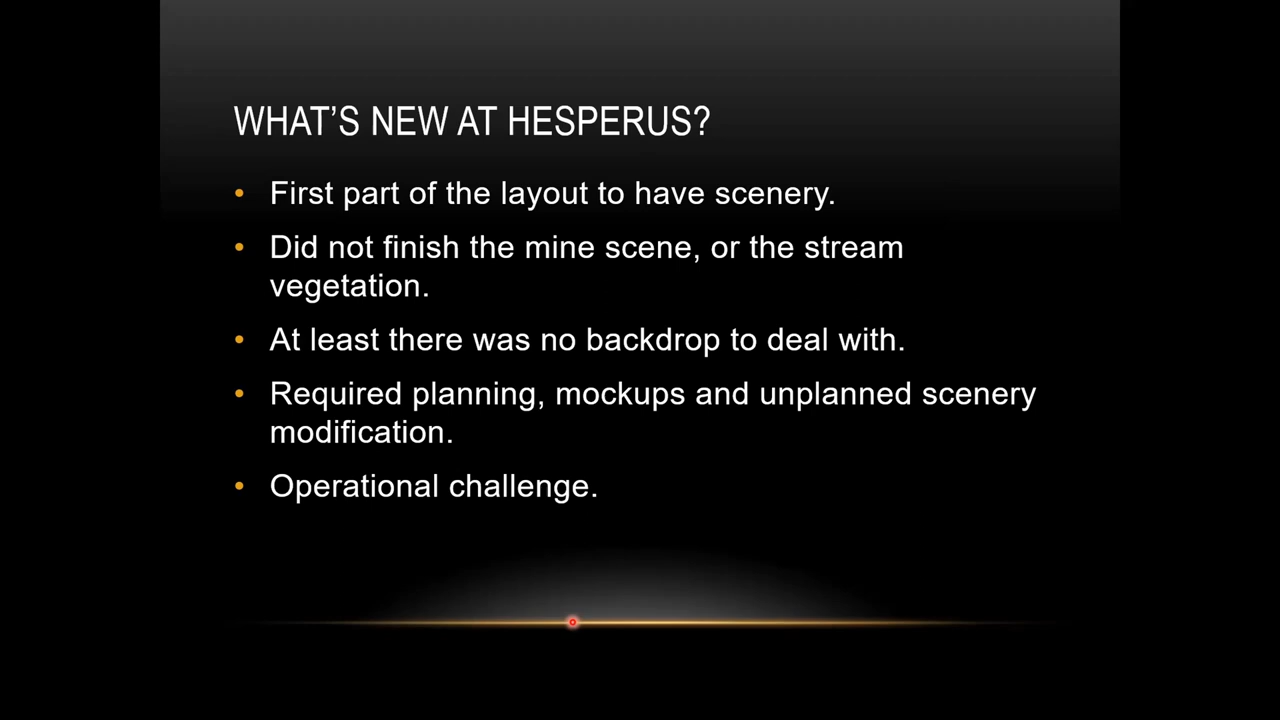 WHAT'S NEW AT HESPERUS?
• First part of the layout to have scenery.
• Did not finish the mine scene, or the stream
vegetation.
• At least there was no backdrop to deal with.
• Required planning, mockups and unplanned scenery
modification.
• Operational challenge.